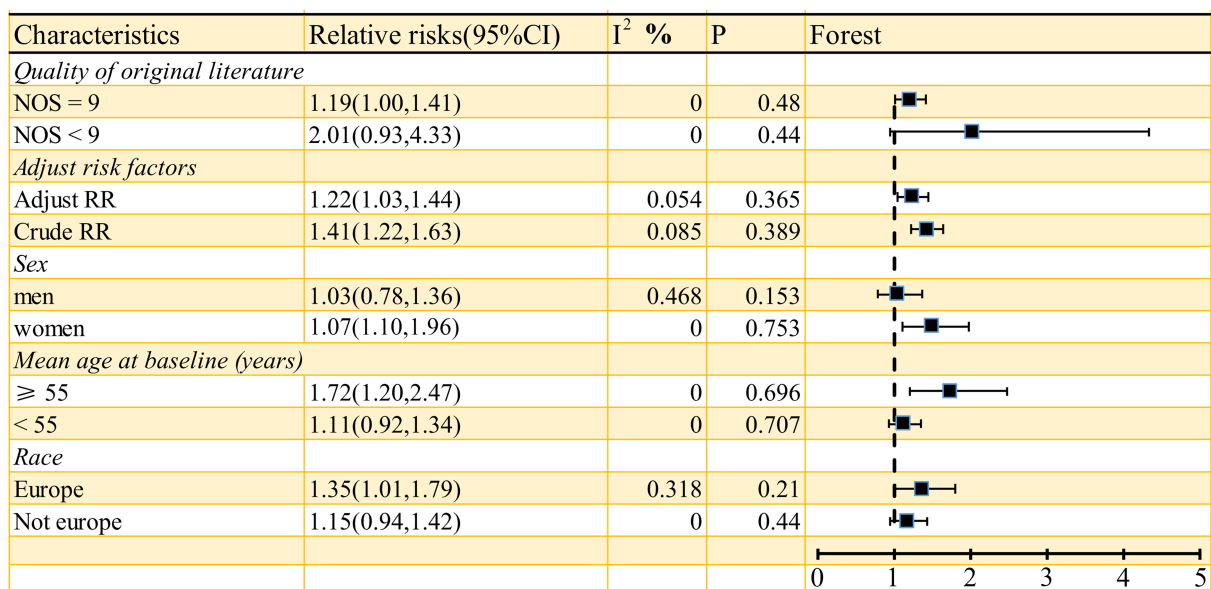 Characteristics Relative risks(95%CI) I² % P Forest
Quality of original literature
NOS = 9 1.19(1.00,1.41) 0 0.48
NOS < 9 2.01(0.93,4.33) 0 0.44
Adjust risk factors
Adjust RR 1.22(1.03,1.44) 0.054 0.365
Crude RR 1.41(1.22,1.63) 0.085 0.389
Sex
men 1.03(0.78,1.36) 0.468 0.153
women 1.07(1.10,1.96) 0 0.753
Mean age at baseline (years)
⩾ 55 1.72(1.20,2.47) 0 0.696
< 55 1.11(0.92,1.34) 0 0.707
Race
Europe 1.35(1.01,1.79) 0.318 0.21
Not europe 1.15(0.94,1.42) 0 0.44
0 1 2 3 4 5